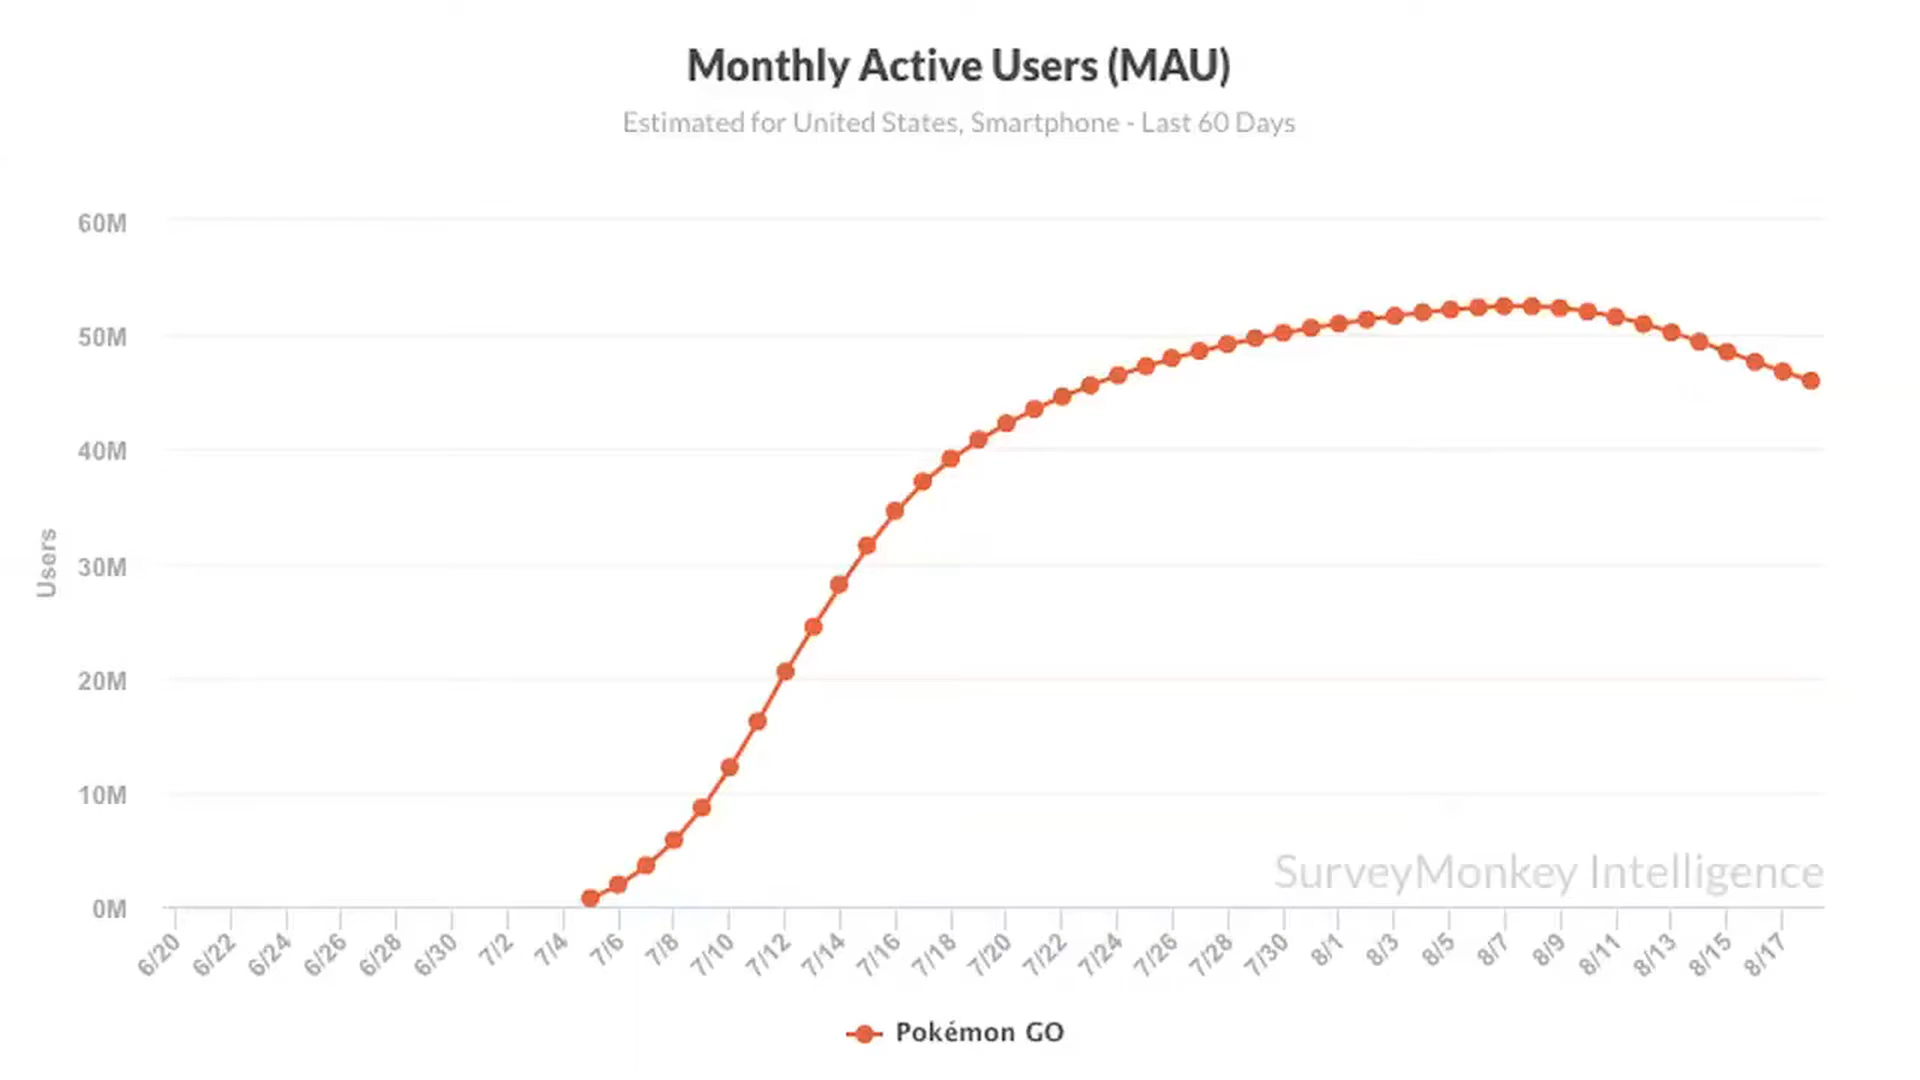 Monthly Active Users (MAU)
Estimated for United States, Smartphone - Last 60 Days
60M
50M
40M
30M
20M
10M
0M
Users
SurveyMonkey Intelligence
6/20 6/22 6/24 6/26 6/28 6/30 7/2 7/4 7/6 7/8 7/10 7/12 7/14 7/16 7/18 7/20 7/22 7/24 7/26 7/28 7/30 8/1 8/3 8/5 8/7 8/9 8/11 8/13 8/15 8/17
Pokémon GO